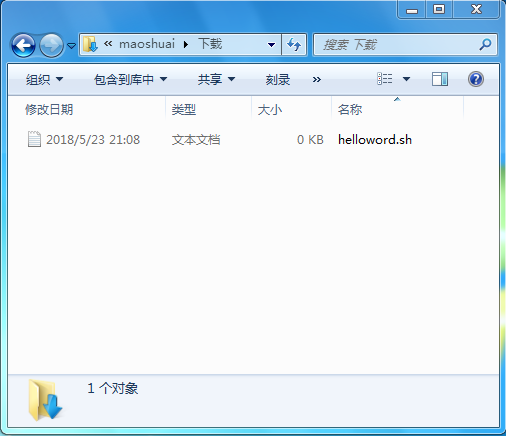 « maoshuai ▸ 下载 搜索 下载
组织 包含到库中 共享 刻录 »
修改日期 类型 大小 名称
2018/5/23 21:08 文本文档 0 KB helloword.sh
1 个对象